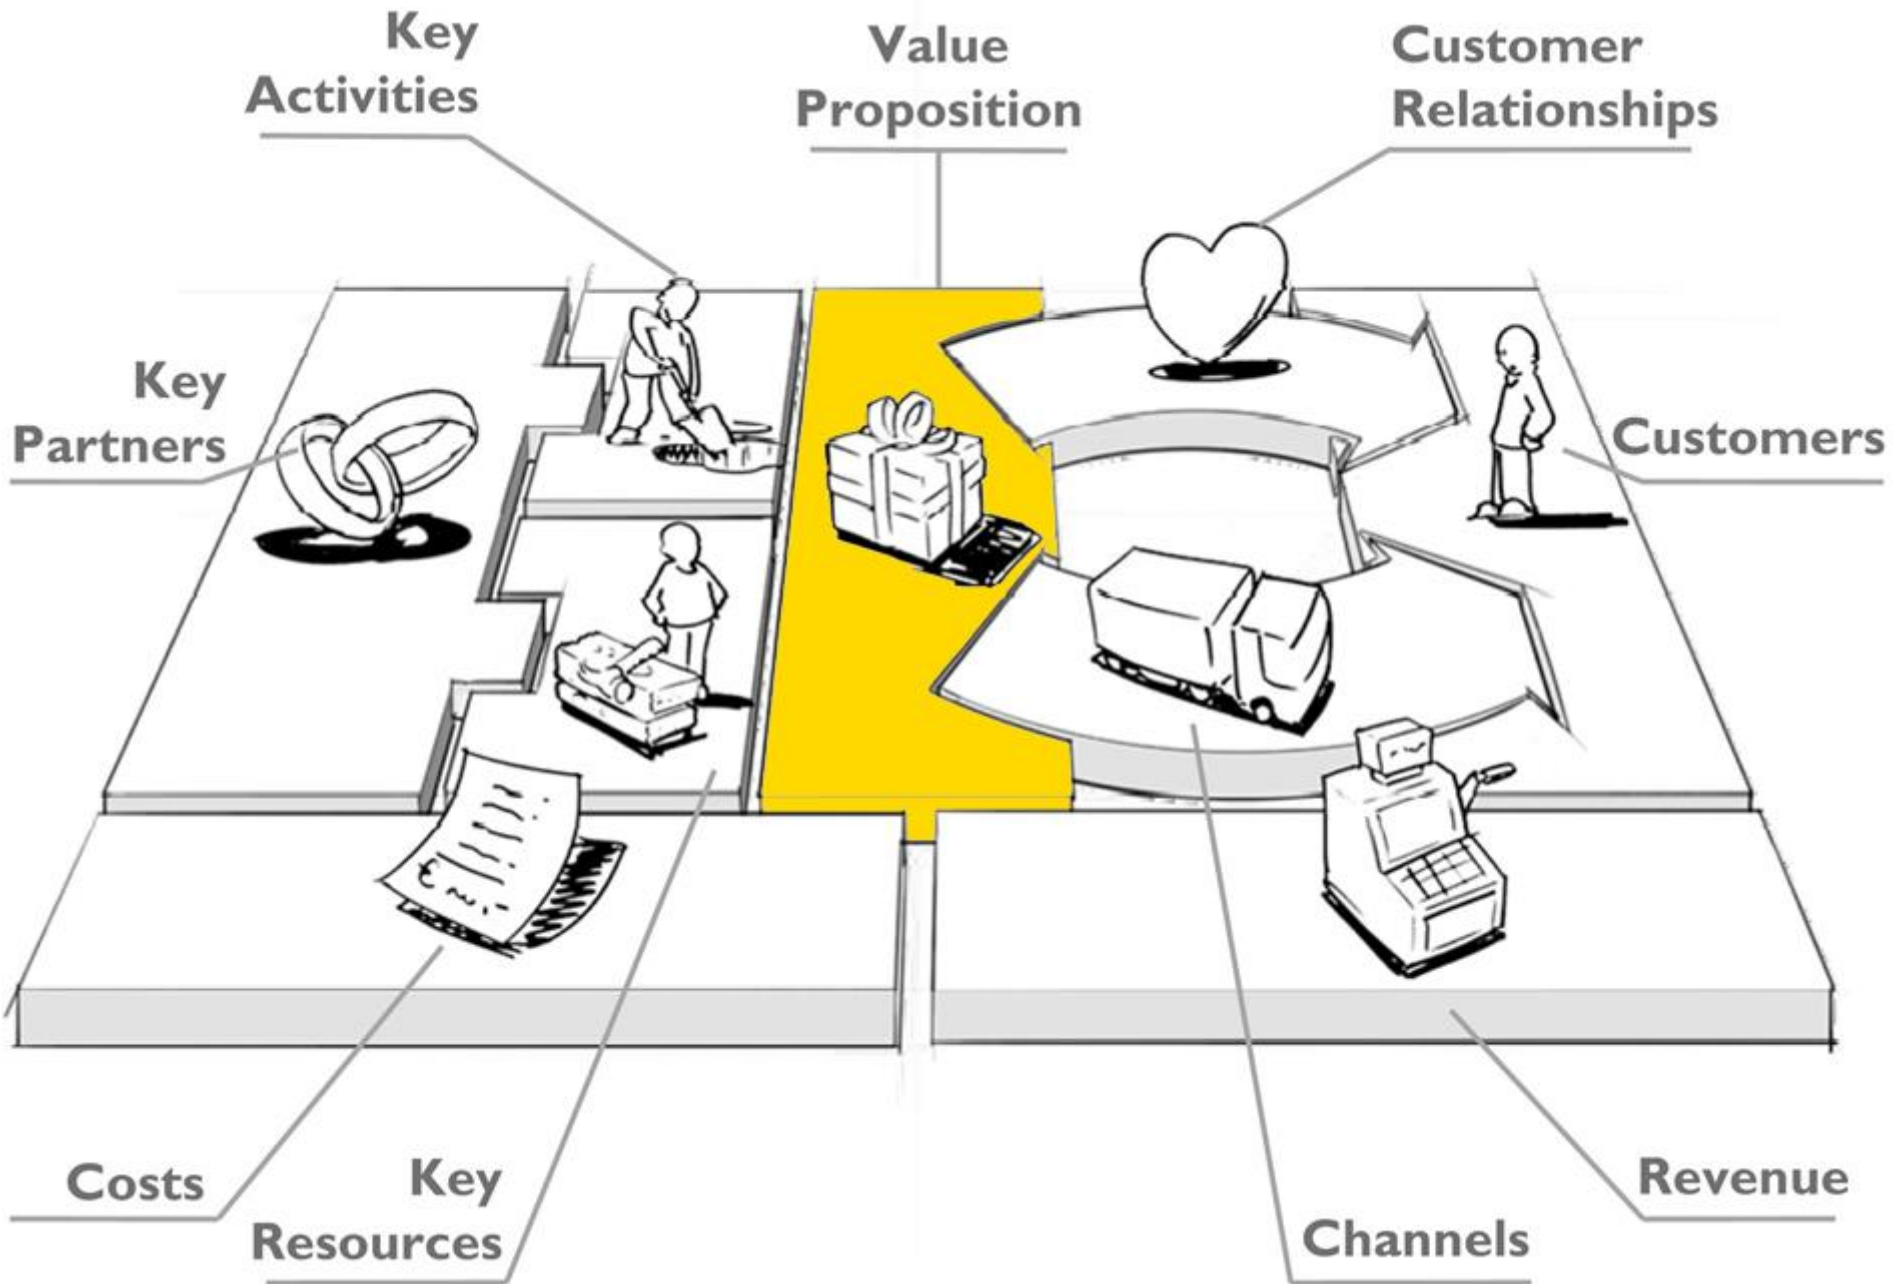 Key
Activities
Value
Proposition
Customer
Relationships
Key
Partners
Customers
Costs
Key
Resources
Channels
Revenue